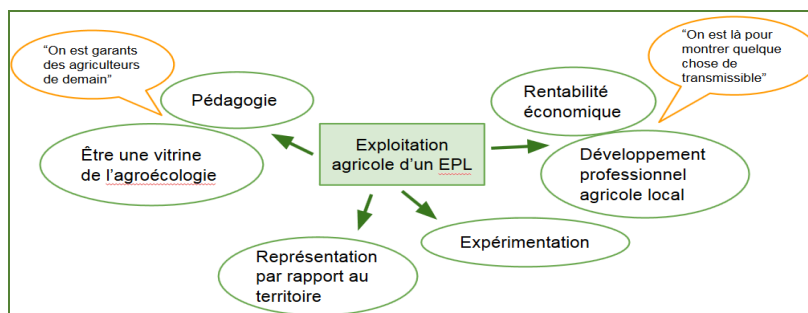 “On est garants
des agriculteurs
de demain”
Pédagogie
Être une vitrine
de l’agroécologie
Exploitation
agricole d’un EPL
“On est là pour
montrer quelque
chose de
transmissible”
Rentabilité
économique
Développement
professionnel
agricole local
Expérimentation
Représentation
par rapport au
territoire